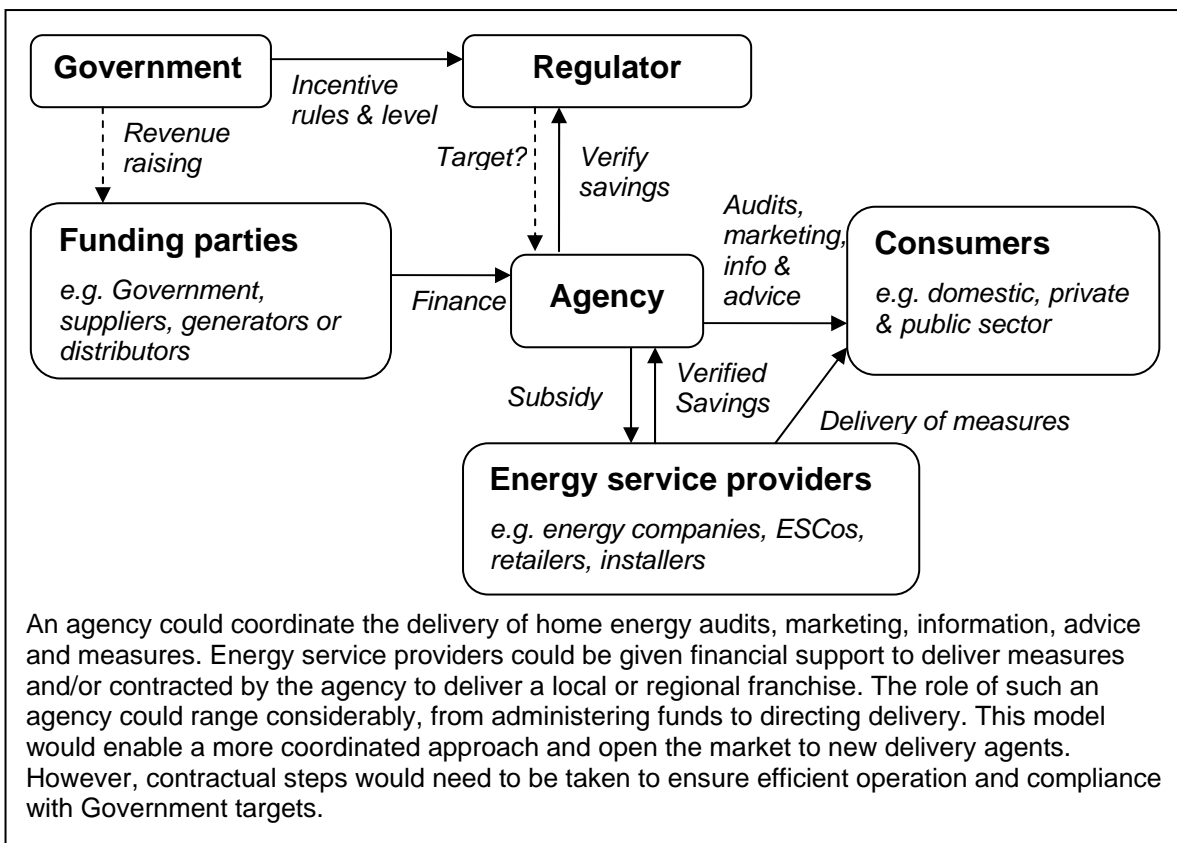 Government
Regulator
Incentive
rules & level
Revenue
raising
Target?
Verify
savings
Funding parties
e.g. Government,
suppliers, generators or
distributors
Finance
Agency
Audits,
marketing,
info &
advice
Consumers
e.g. domestic, private
& public sector
Subsidy
Verified
Savings
Delivery of measures
Energy service providers
e.g. energy companies, ESCos,
retailers, installers
An agency could coordinate the delivery of home energy audits, marketing, information, advice
and measures. Energy service providers could be given financial support to deliver measures
and/or contracted by the agency to deliver a local or regional franchise. The role of such an
agency could range considerably, from administering funds to directing delivery. This model
would enable a more coordinated approach and open the market to new delivery agents.
However, contractual steps would need to be taken to ensure efficient operation and compliance
with Government targets.